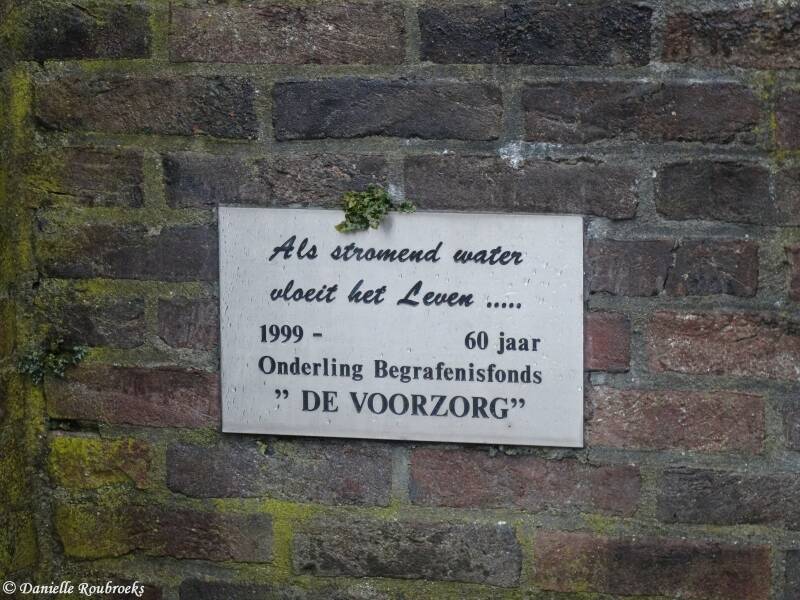 Als stromend water
vloeit het Leven .....
1999 - 60 jaar
Onderling Begrafenisfonds
" DE VOORZORG"
© Danielle Roubroeks